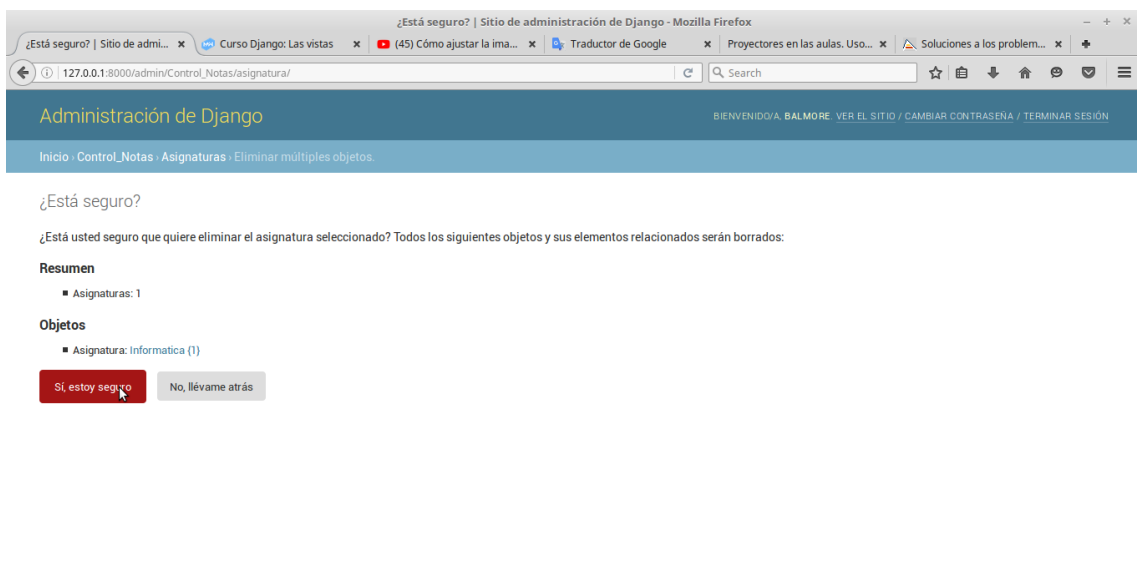 ¿Está seguro? | Sitio de administración de Django - Mozilla Firefox
¿Está seguro? | Sitio de admi... Curso Django: Las vistas (45) Cómo ajustar la ima... Traductor de Google Proyectores en las aulas. Uso... Soluciones a los problem...
127.0.0.1:8000/admin/Control_Notas/asignatura/ Search
Administración de Django BIENVENIDO/A, BALMORE. VER EL SITIO / CAMBIAR CONTRASEÑA / TERMINAR SESIÓN
Inicio › Control_Notas › Asignaturas › Eliminar múltiples objetos.
¿Está seguro?
¿Está usted seguro que quiere eliminar el asignatura seleccionado? Todos los siguientes objetos y sus elementos relacionados serán borrados:
Resumen
Asignaturas: 1
Objetos
Asignatura: Informatica {1}
Sí, estoy seguro No, llévame atrás